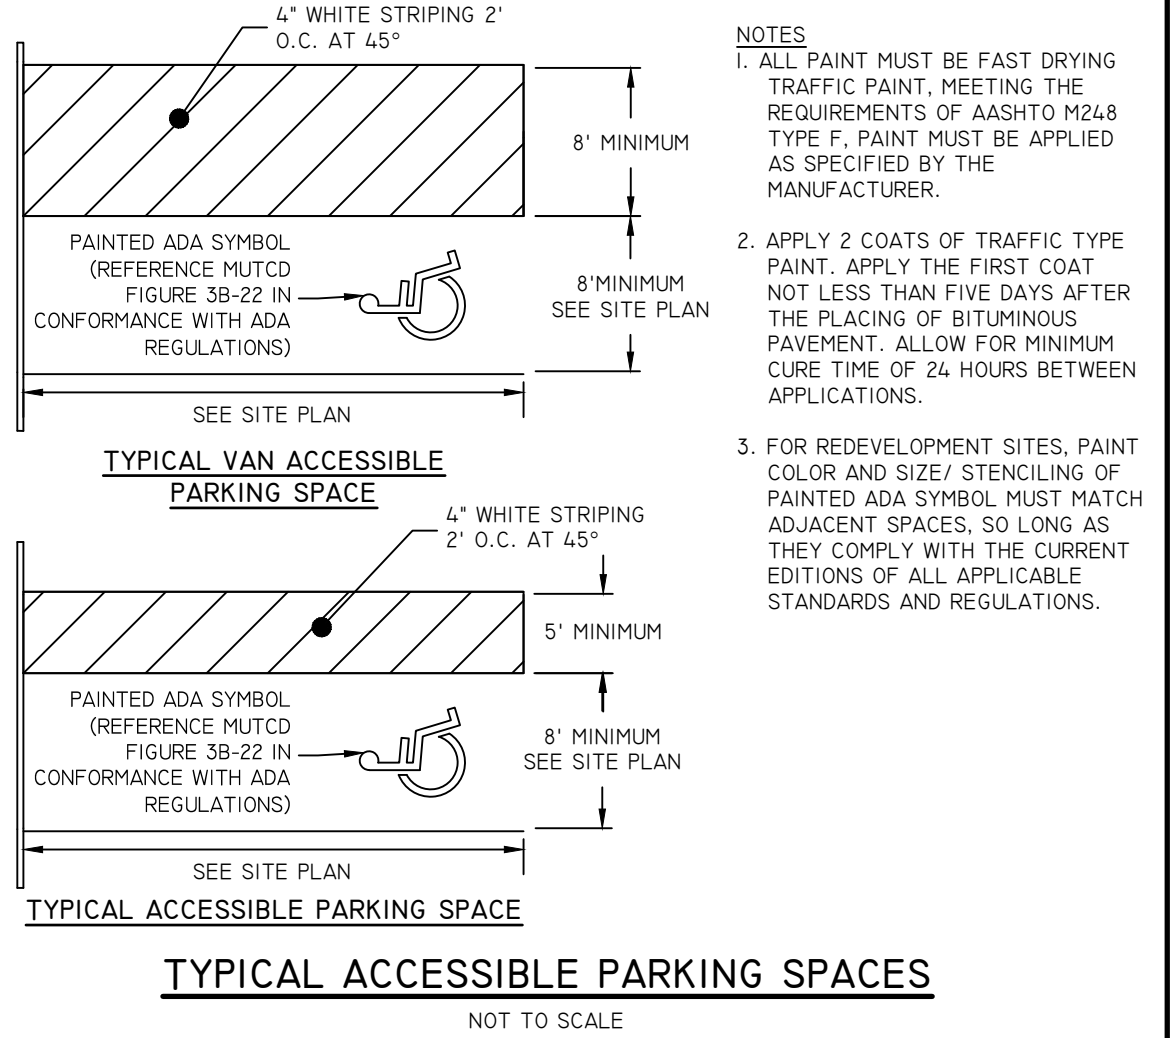 4" WHITE STRIPING 2'
O.C. AT 45°
8' MINIMUM
PAINTED ADA SYMBOL
(REFERENCE MUTCD
FIGURE 3B-22 IN
CONFORMANCE WITH ADA
REGULATIONS)
8'MINIMUM
SEE SITE PLAN
SEE SITE PLAN
TYPICAL VAN ACCESSIBLE
PARKING SPACE
4" WHITE STRIPING
2' O.C. AT 45°
5' MINIMUM
PAINTED ADA SYMBOL
(REFERENCE MUTCD
FIGURE 3B-22 IN
CONFORMANCE WITH ADA
REGULATIONS)
8' MINIMUM
SEE SITE PLAN
SEE SITE PLAN
TYPICAL ACCESSIBLE PARKING SPACE
NOTES
1. ALL PAINT MUST BE FAST DRYING
TRAFFIC PAINT, MEETING THE
REQUIREMENTS OF AASHTO M248
TYPE F, PAINT MUST BE APPLIED
AS SPECIFIED BY THE
MANUFACTURER.
2. APPLY 2 COATS OF TRAFFIC TYPE
PAINT. APPLY THE FIRST COAT
NOT LESS THAN FIVE DAYS AFTER
THE PLACING OF BITUMINOUS
PAVEMENT. ALLOW FOR MINIMUM
CURE TIME OF 24 HOURS BETWEEN
APPLICATIONS.
3. FOR REDEVELOPMENT SITES, PAINT
COLOR AND SIZE/ STENCILING OF
PAINTED ADA SYMBOL MUST MATCH
ADJACENT SPACES, SO LONG AS
THEY COMPLY WITH THE CURRENT
EDITIONS OF ALL APPLICABLE
STANDARDS AND REGULATIONS.
TYPICAL ACCESSIBLE PARKING SPACES
NOT TO SCALE